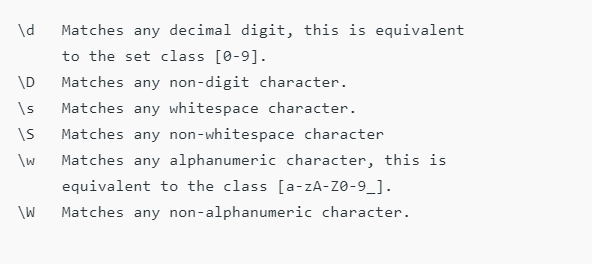 \d   Matches any decimal digit, this is equivalent
     to the set class [0-9].
\D   Matches any non-digit character.
\s   Matches any whitespace character.
\S   Matches any non-whitespace character
\w   Matches any alphanumeric character, this is
     equivalent to the class [a-zA-Z0-9_].
\W   Matches any non-alphanumeric character.